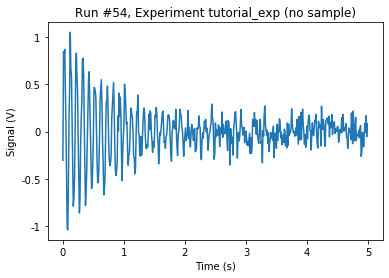 Run #54, Experiment tutorial_exp (no sample)
Signal (V)
1
0.5
0
-0.5
-1
0 1 2 3 4 5
Time (s)